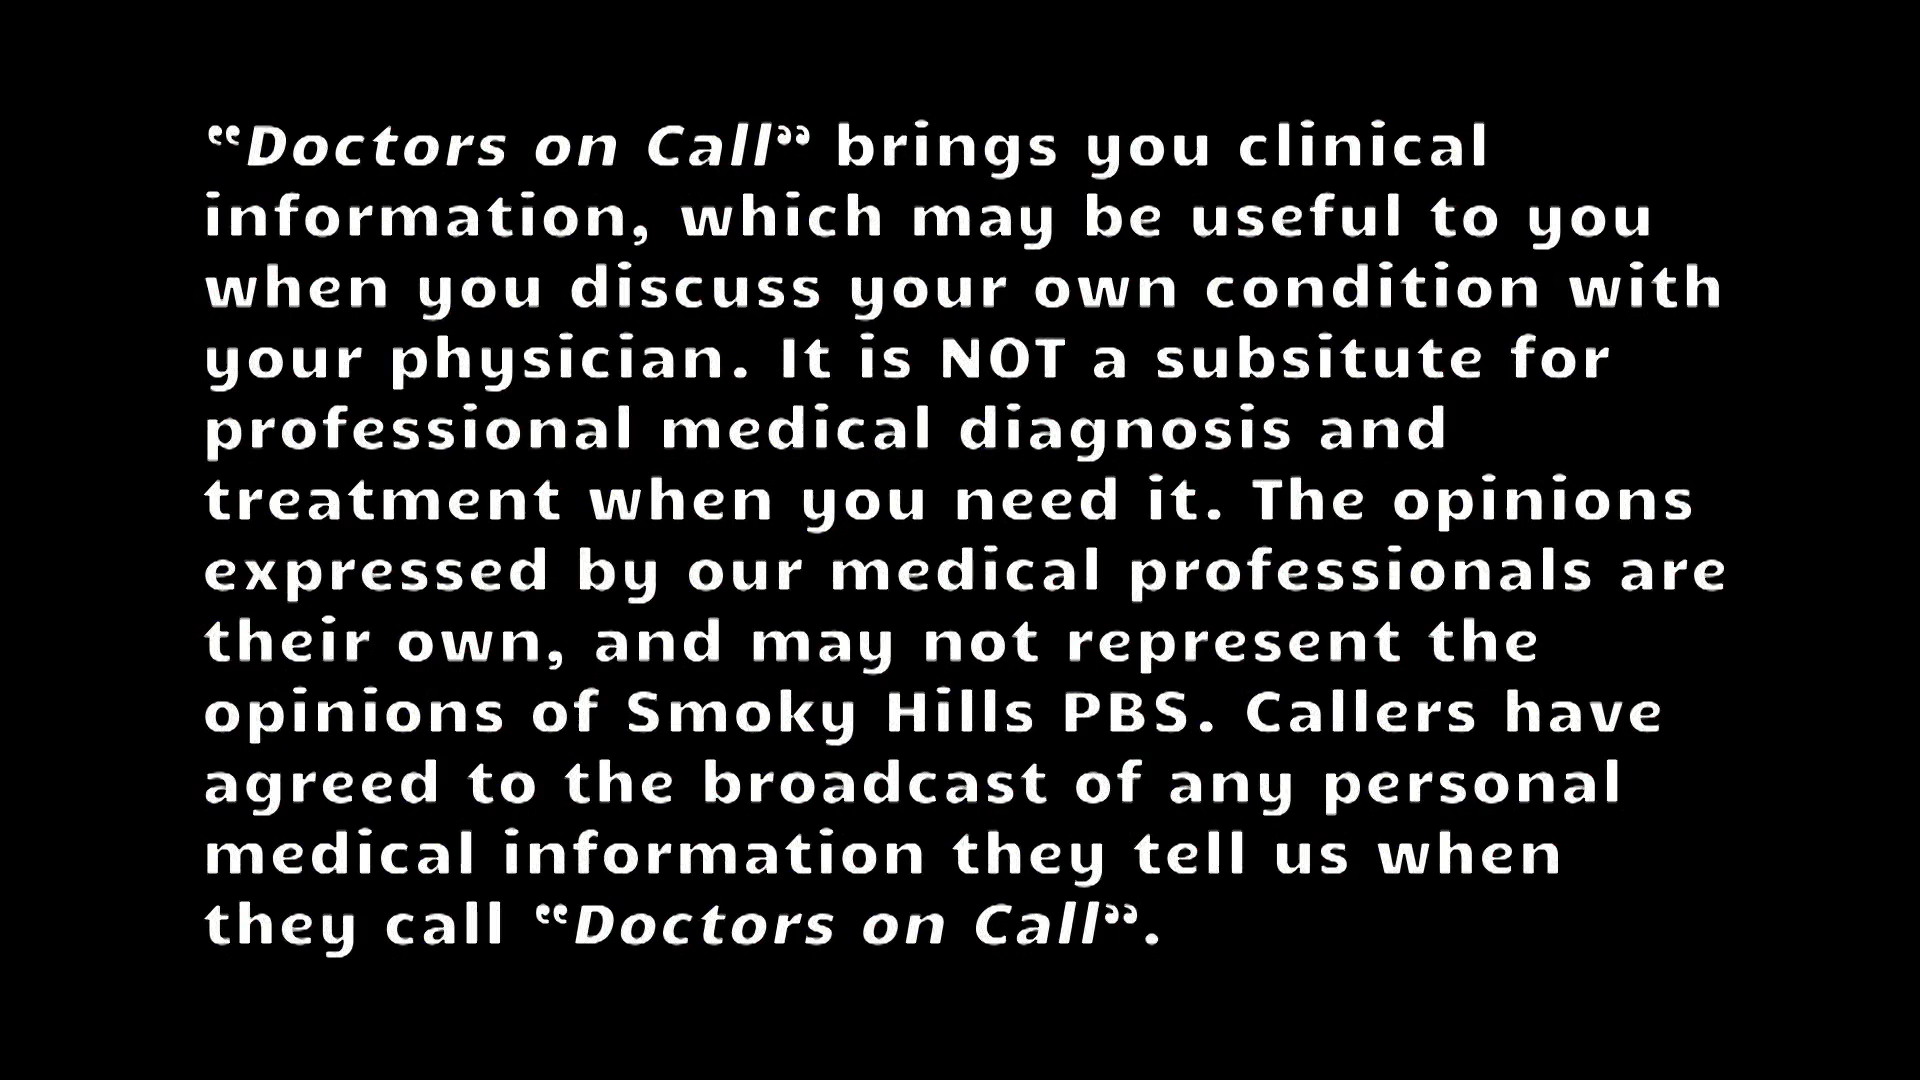 “Doctors on Call” brings you clinical
information, which may be useful to you
when you discuss your own condition with
your physician. It is NOT a subsitute for
professional medical diagnosis and
treatment when you need it. The opinions
expressed by our medical professionals are
their own, and may not represent the
opinions of Smoky Hills PBS. Callers have
agreed to the broadcast of any personal
medical information they tell us when
they call “Doctors on Call”.